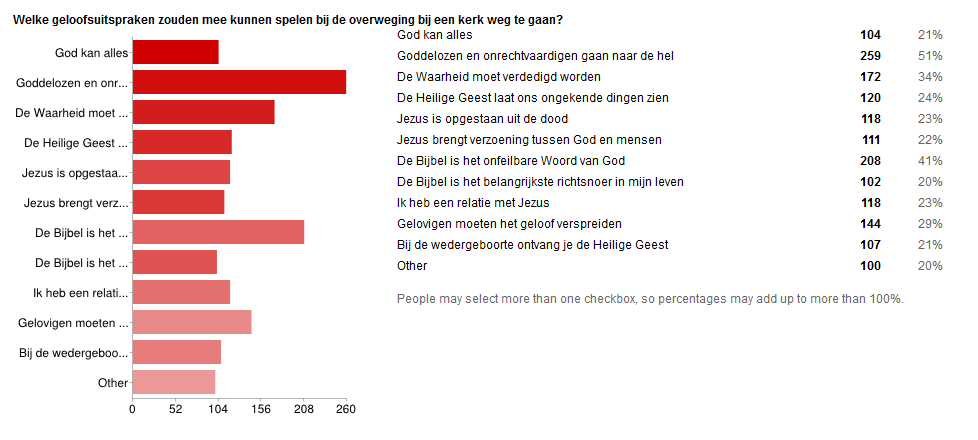 Welke geloofsuitspraken zouden mee kunnen spelen bij de overweging bij een kerk weg te gaan?
God kan alles
Goddelozen en onr...
De Waarheid moet ...
De Heilige Geest ...
Jezus is opgestaa...
Jezus brengt verz...
De Bijbel is het ...
De Bijbel is het ...
Ik heb een relati...
Gelovigen moeten ...
Bij de wedergeboo...
Other
0 52 104 156 208 260
God kan alles 104 21%
Goddelozen en onrechtvaardigen gaan naar de hel 259 51%
De Waarheid moet verdedigd worden 172 34%
De Heilige Geest laat ons ongekende dingen zien 120 24%
Jezus is opgestaan uit de dood 118 23%
Jezus brengt verzoening tussen God en mensen 111 22%
De Bijbel is het onfeilbare Woord van God 208 41%
De Bijbel is het belangrijkste richtsnoer in mijn leven 102 20%
Ik heb een relatie met Jezus 118 23%
Gelovigen moeten het geloof verspreiden 144 29%
Bij de wedergeboorte ontvang je de Heilige Geest 107 21%
Other 100 20%
People may select more than one checkbox, so percentages may add up to more than 100%.